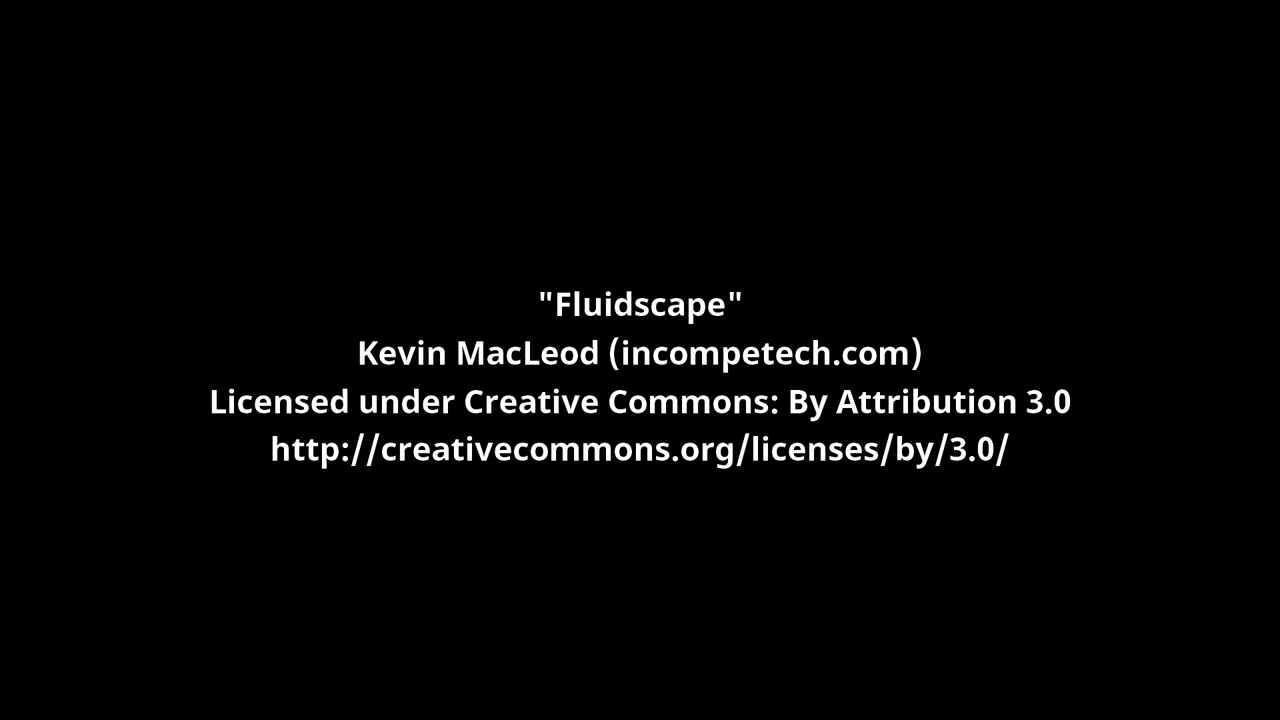 "Fluidscape"
Kevin MacLeod (incompetech.com)
Licensed under Creative Commons: By Attribution 3.0
http://creativecommons.org/licenses/by/3.0/